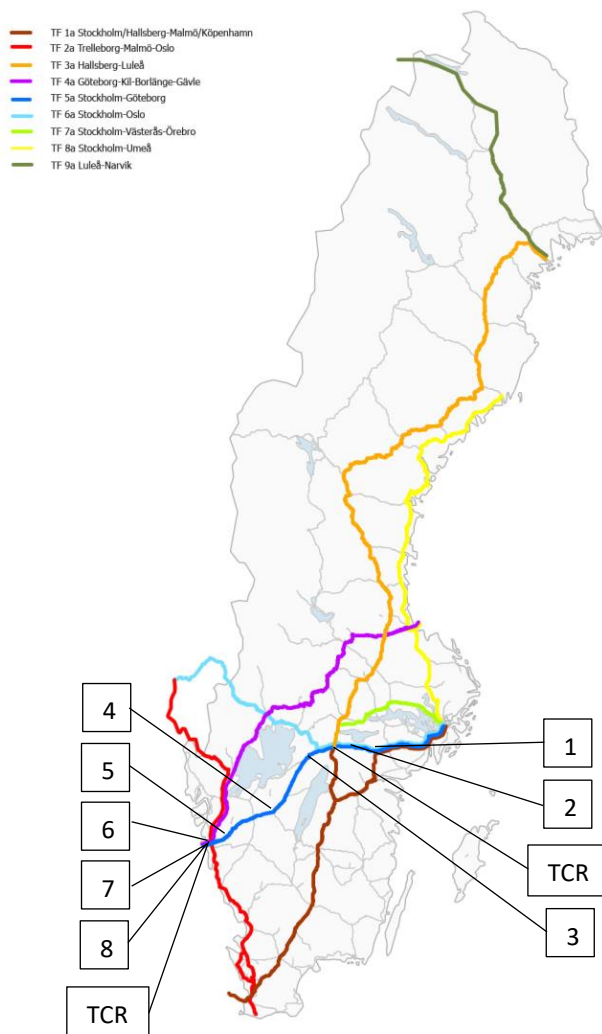 TF 1a Stockholm/Hallsberg-Malmö/Köpenhamn
TF 2a Trelleborg-Malmö-Oslo
TF 3a Hallsberg-Luleå
TF 4a Göteborg-Kil-Borlänge-Gävle
TF 5a Stockholm-Göteborg
TF 6a Stockholm-Oslo
TF 7a Stockholm-Västerås-Örebro
TF 8a Stockholm-Umeå
TF 9a Luleå-Narvik
4
5
6
7
8
TCR
1
2
TCR
3